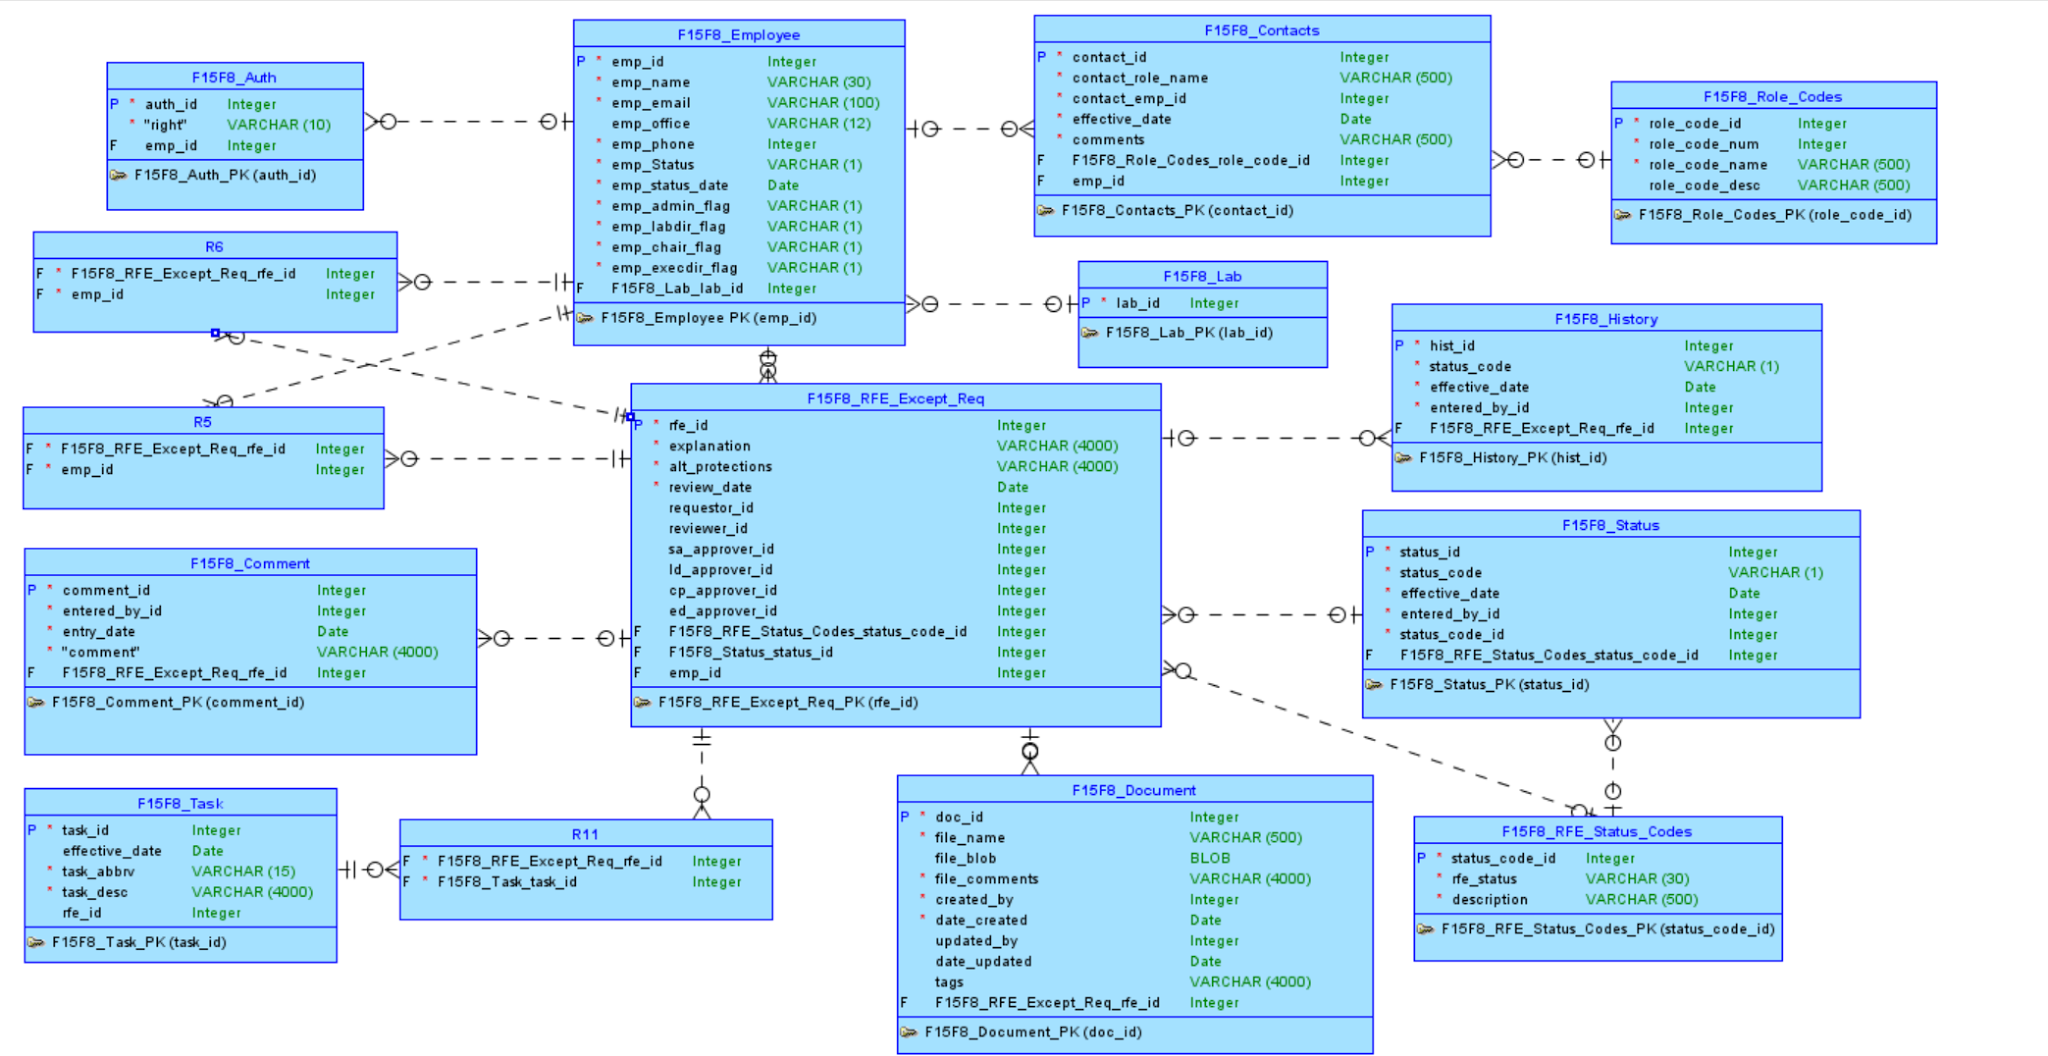 F15F8_Auth
P * auth_id Integer
* "right" VARCHAR (10)
F emp_id Integer
F15F8_Auth_PK (auth_id)
F15F8_Employee
P * emp_id Integer
* emp_name VARCHAR (30)
* emp_email VARCHAR (100)
emp_office VARCHAR (12)
emp_phone Integer
* emp_Status VARCHAR (1)
* emp_status_date Date
* emp_admin_flag VARCHAR (1)
* emp_labdir_flag VARCHAR (1)
* emp_chair_flag VARCHAR (1)
* emp_execdir_flag VARCHAR (1)
F F15F8_Lab_lab_id Integer
F15F8_Employee PK (emp_id)
F15F8_Contacts
P * contact_id Integer
* contact_role_name VARCHAR (500)
* contact_emp_id Integer
* effective_date Date
* comments VARCHAR (500)
F F15F8_Role_Codes_role_code_id Integer
F emp_id Integer
F15F8_Contacts_PK (contact_id)
F15F8_Role_Codes
P * role_code_id Integer
* role_code_num Integer
* role_code_name VARCHAR (500)
role_code_desc VARCHAR (500)
F15F8_Role_Codes_PK (role_code_id)
R6
F * F15F8_RFE_Except_Req_rfe_id Integer
F * emp_id Integer
F15F8_Lab
P * lab_id Integer
F15F8_Lab_PK (lab_id)
F15F8_History
P * hist_id Integer
* status_code VARCHAR (1)
* effective_date Date
* entered_by_id Integer
F F15F8_RFE_Except_Req_rfe_id Integer
F15F8_History_PK (hist_id)
R5
F * F15F8_RFE_Except_Req_rfe_id Integer
F * emp_id Integer
F15F8_RFE_Except_Req
P * rfe_id Integer
* explanation VARCHAR (4000)
* alt_protections VARCHAR (4000)
* review_date Date
requestor_id Integer
reviewer_id Integer
sa_approver_id Integer
ld_approver_id Integer
cp_approver_id Integer
ed_approver_id Integer
F F15F8_RFE_Status_Codes_status_code_id Integer
F F15F8_Status_status_id Integer
F emp_id Integer
F15F8_RFE_Except_Req_PK (rfe_id)
F15F8_Status
P * status_id Integer
* status_code VARCHAR (1)
* effective_date Date
* entered_by_id Integer
* status_code_id Integer
F F15F8_RFE_Status_Codes_status_code_id Integer
F15F8_Status_PK (status_id)
F15F8_Comment
P * comment_id Integer
* entered_by_id Integer
* entry_date Date
* "comment" VARCHAR (4000)
F F15F8_RFE_Except_Req_rfe_id Integer
F15F8_Comment_PK (comment_id)
F15F8_Task
P * task_id Integer
effective_date Date
* task_abbrv VARCHAR (15)
* task_desc VARCHAR (4000)
rfe_id Integer
F15F8_Task_PK (task_id)
R11
F * F15F8_RFE_Except_Req_rfe_id Integer
F * F15F8_Task_task_id Integer
F15F8_Document
P * doc_id Integer
* file_name VARCHAR (500)
file_blob BLOB
* file_comments VARCHAR (4000)
* created_by Integer
* date_created Date
updated_by Integer
date_updated Date
tags VARCHAR (4000)
F F15F8_RFE_Except_Req_rfe_id Integer
F15F8_Document_PK (doc_id)
F15F8_RFE_Status_Codes
P * status_code_id Integer
* rfe_status VARCHAR (30)
* description VARCHAR (500)
F15F8_RFE_Status_Codes_PK (status_code_id)